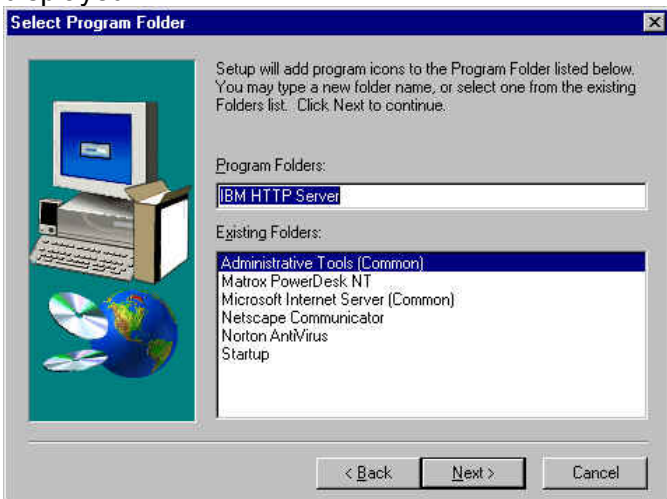 Select Program Folder
Setup will add program icons to the Program Folder listed below.
You may type a new folder name, or select one from the existing
Folders list. Click Next to continue.
Program Folders:
IBM HTTP Server
Existing Folders:
Administrative Tools (Common)
Matrox PowerDesk NT
Microsoft Internet Server (Common)
Netscape Communicator
Norton AntiVirus
Startup
< Back
Next >
Cancel